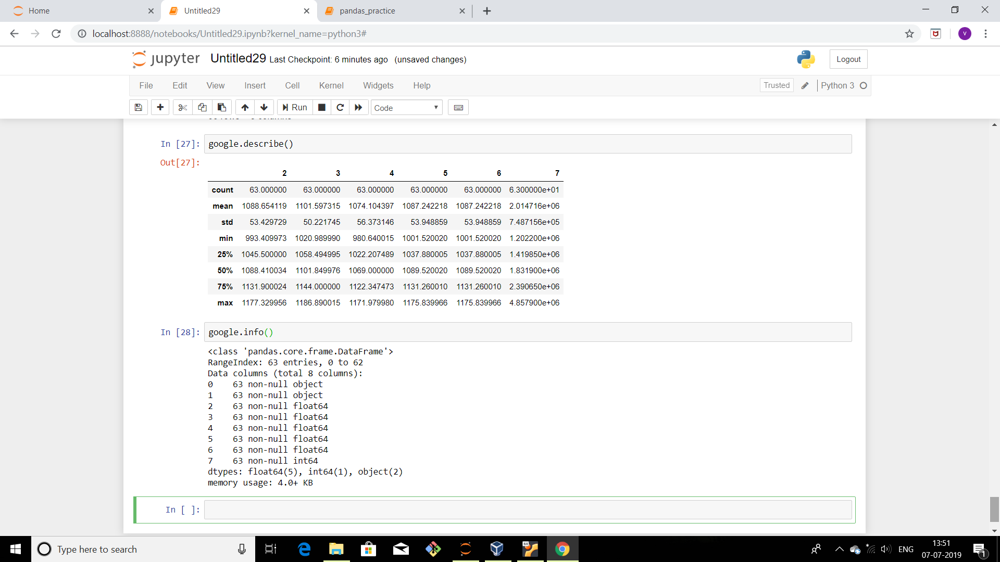 Home
Untitled29
pandas_practice
localhost:8888/notebooks/Untitled29.ipynb?kernel_name=python3#
V
jupyter Untitled29 Last Checkpoint: 6 minutes ago (unsaved changes)
Logout
File Edit View Insert Cell Kernel Widgets Help
Trusted Python 3
Run Code
In [27]: google.describe()
Out[27]:
2 3 4 5 6 7
count 63.000000 63.000000 63.000000 63.000000 63.000000 6.300000e+01
mean 1088.654119 1101.597315 1074.104397 1087.242218 1087.242218 2.014716e+06
std 53.429729 50.221745 56.373146 53.948859 53.948859 7.487156e+05
min 993.409973 1020.989990 980.640015 1001.520020 1001.520020 1.202200e+06
25% 1045.500000 1058.494995 1022.207489 1037.880005 1037.880005 1.419850e+06
50% 1088.410034 1101.849976 1069.000000 1089.520020 1089.520020 1.831900e+06
75% 1131.900024 1144.000000 1122.347473 1131.260010 1131.260010 2.390650e+06
max 1177.329956 1186.890015 1171.979980 1175.839966 1175.839966 4.857900e+06
In [28]: google.info()
<class 'pandas.core.frame.DataFrame'>
RangeIndex: 63 entries, 0 to 62
Data columns (total 8 columns):
0 63 non-null object
1 63 non-null object
2 63 non-null float64
3 63 non-null float64
4 63 non-null float64
5 63 non-null float64
6 63 non-null float64
7 63 non-null int64
dtypes: float64(5), int64(1), object(2)
memory usage: 4.0+ KB
In [ ]:
Type here to search
64
ENG
13:51
07-07-2019
1